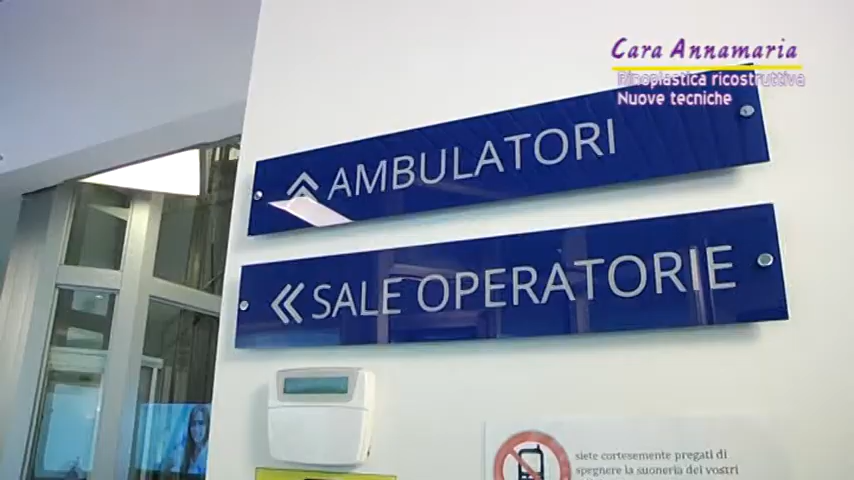 Cara Annamaria
Rinoplastica ricostruttiva
Nuove tecniche
AMBULATORI
SALE OPERATORIE
siete cortesemente pregati di
spegnere la suoneria dei vostri